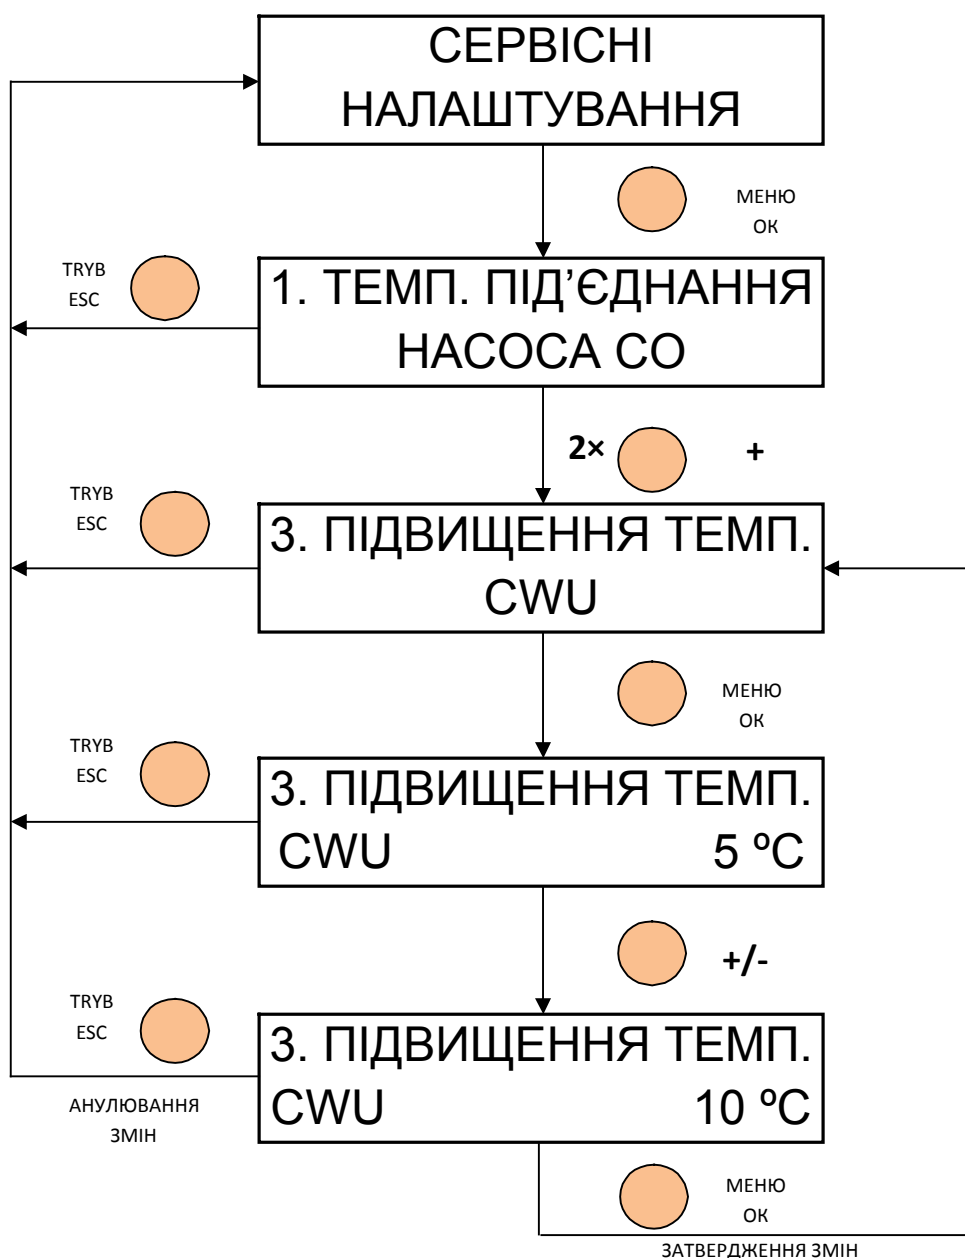 СЕРВІСНІ
НАЛАШТУВАННЯ
МЕНЮ
ОК
TRYB
ESC
1. ТЕМП. ПІД’ЄДНАННЯ
НАСОСА СО
2× +
TRYB
ESC
3. ПІДВИЩЕННЯ ТЕМП.
CWU
МЕНЮ
ОК
TRYB
ESC
3. ПІДВИЩЕННЯ ТЕМП.
CWU 5 ºC
+/-
TRYB
ESC
3. ПІДВИЩЕННЯ ТЕМП.
CWU 10 ºC
АНУЛЮВАННЯ
ЗМІН
МЕНЮ
ОК
ЗАТВЕРДЖЕННЯ ЗМІН